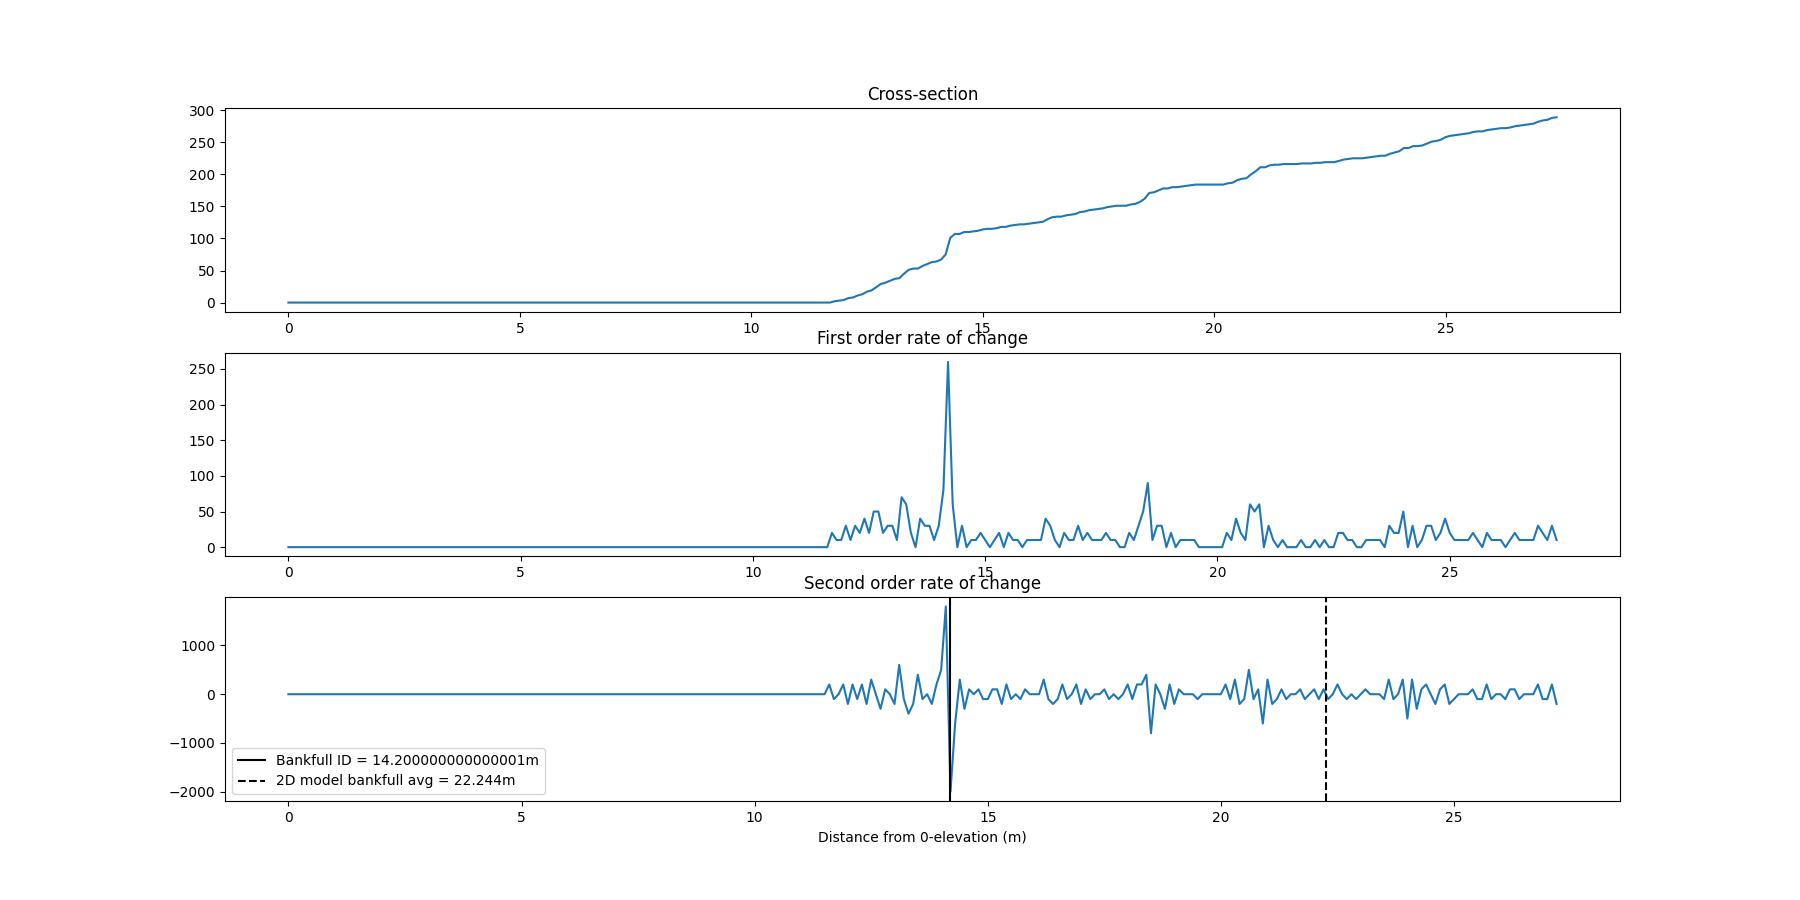 Cross-section
300
250
200
150
100
50
0
0 5 10 15 20 25
First order rate of change
250
200
150
100
50
0
0 5 10 15 20 25
Second order rate of change
1000
0
−1000
−2000
Bankfull ID = 14.200000000000001m
2D model bankfull avg = 22.244m
0 5 10 15 20 25
Distance from 0-elevation (m)